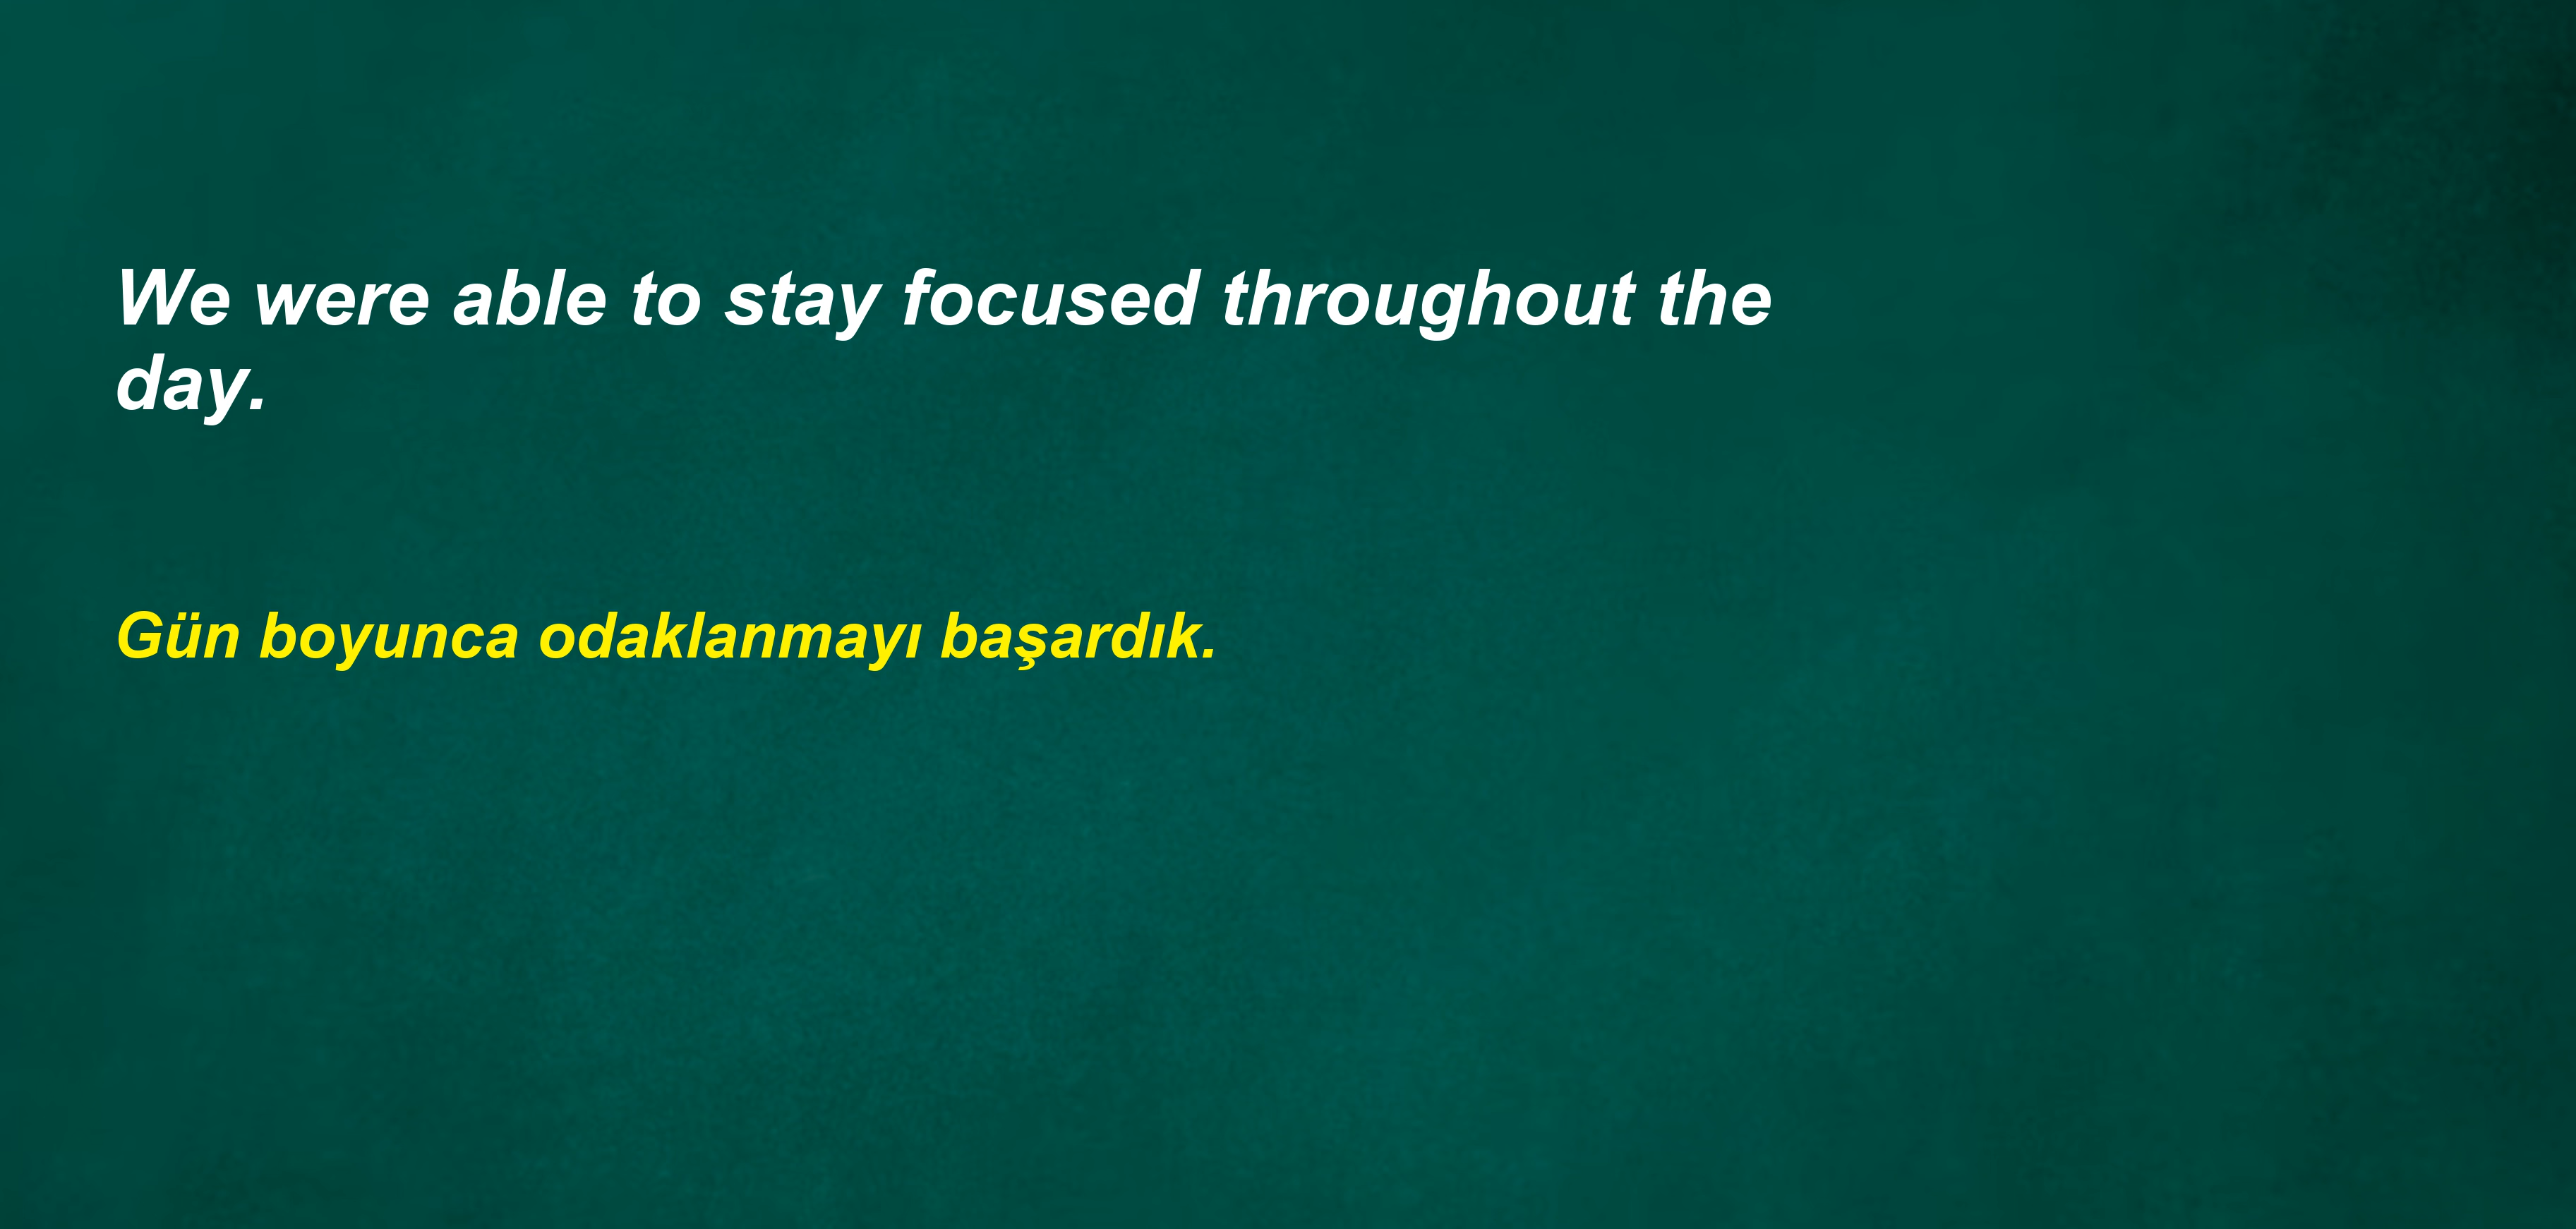 We were able to stay focused throughout the
day.
Gün boyunca odaklanmayı başardık.